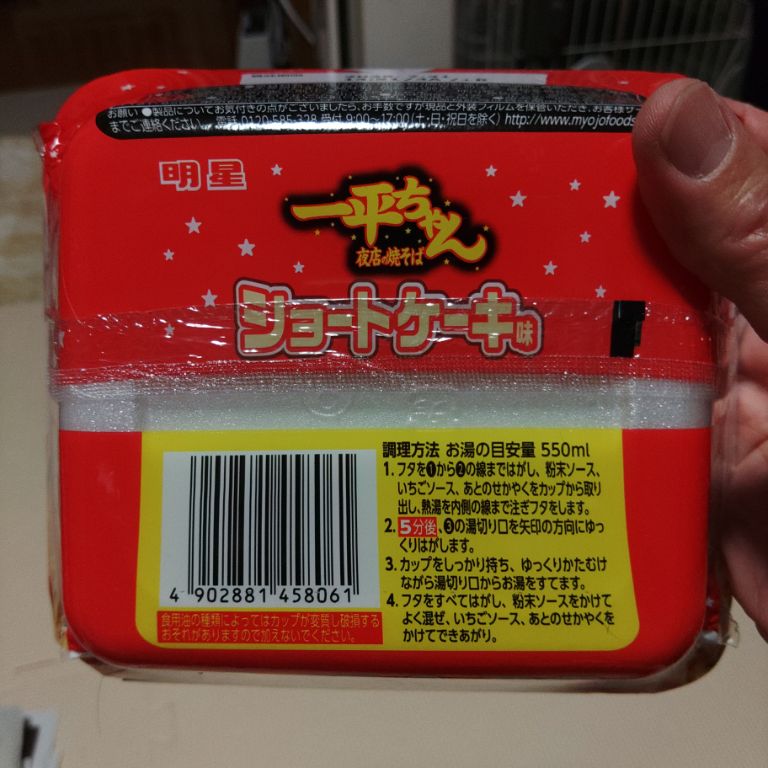 お願い ●製品についてお気付きの点がございましたら、お手数ですが現品と外装フィルムを保管いただき、お客様サ
までご連絡ください 電話0120-585-328 受付 9:00〜17:00(土・日・祝日を除く) http://www.myojofoods
明星
一平ちゃん
夜店の焼そば
ショートケーキ味
調理方法 お湯の目安量 550ml
1. フタを❶から❷の線まではがし、粉末ソース、
いちごソース、あとのせかやくをカップから取り
出し、熱湯を内側の線まで注ぎフタをします。
2. 5分後、❸の湯切り口を矢印の方向にゆっ
くりはがします。
3. カップをしっかり持ち、ゆっくりかたむけ
ながら湯切り口からお湯をすてます。
4. フタをすべてはがし、粉末ソースをかけて
よく混ぜ、いちごソース、あとのせかやくを
かけてできあがり。
4 902881 458061
食用油の種類によってはカップが変質し破損する
おそれがありますので加えないでください。